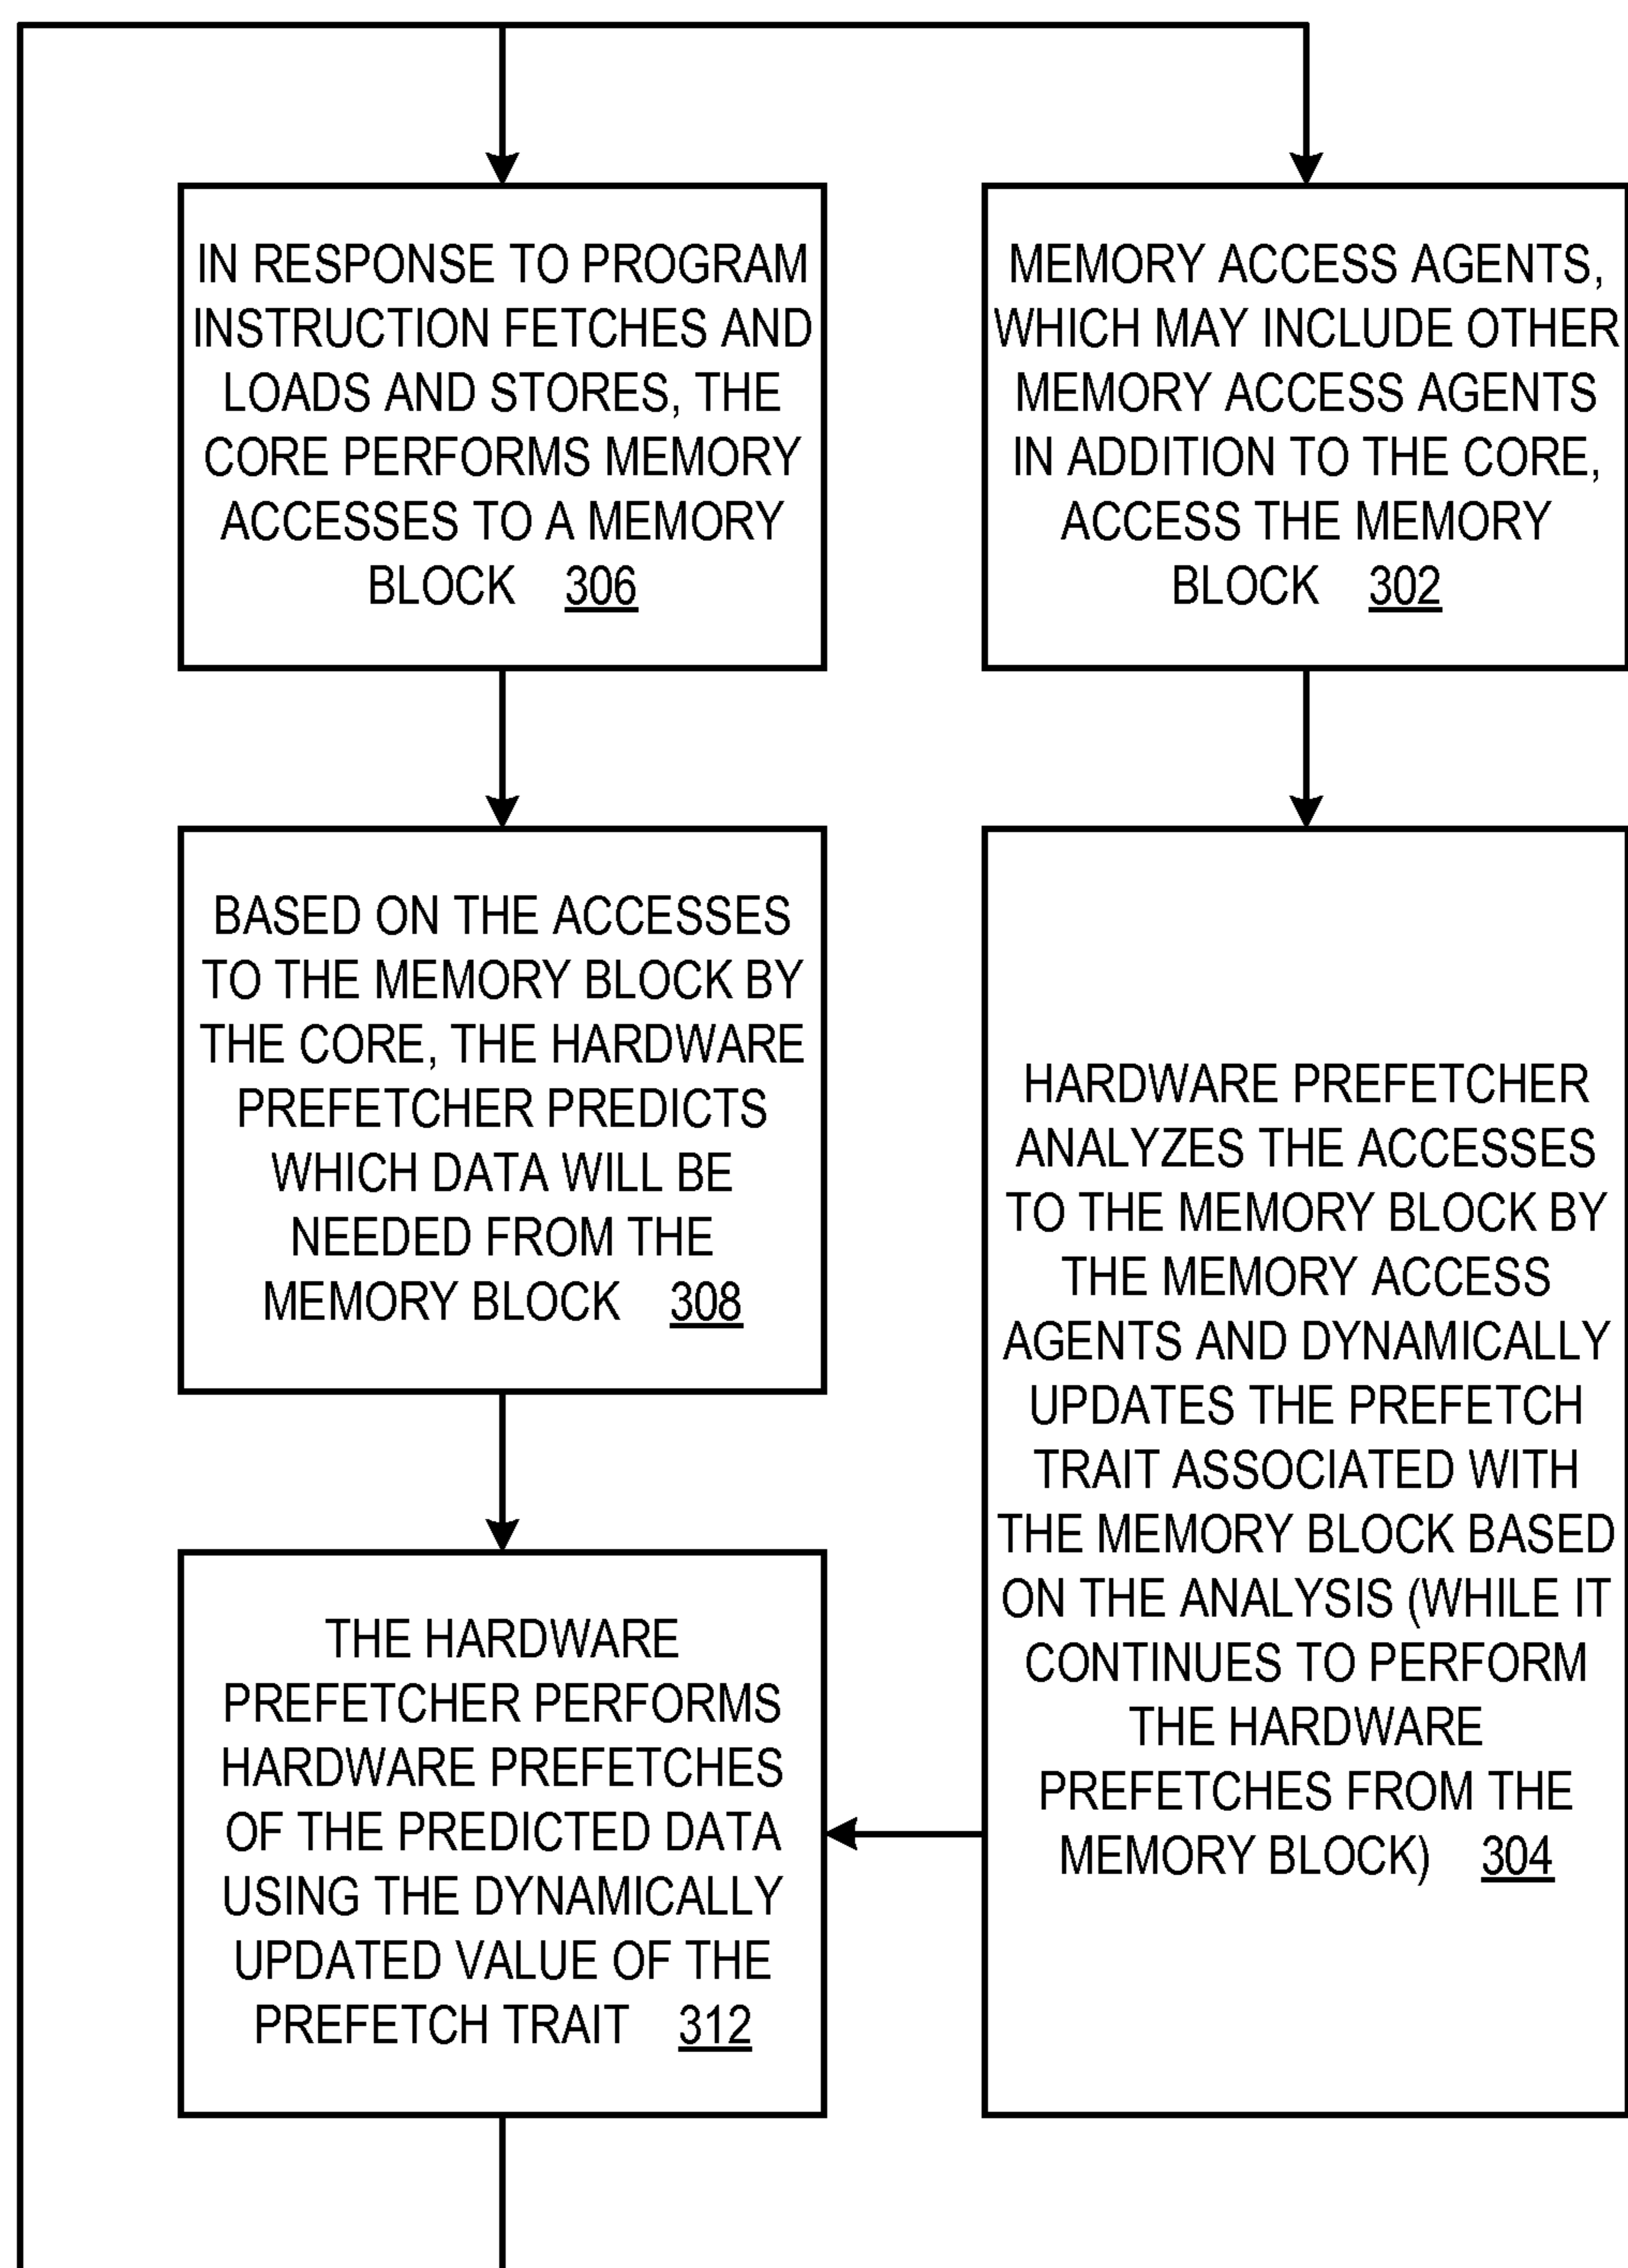 IN RESPONSE TO PROGRAM
INSTRUCTION FETCHES AND
LOADS AND STORES, THE
CORE PERFORMS MEMORY
ACCESSES TO A MEMORY
BLOCK 306
MEMORY ACCESS AGENTS,
WHICH MAY INCLUDE OTHER
MEMORY ACCESS AGENTS
IN ADDITION TO THE CORE,
ACCESS THE MEMORY
BLOCK 302
BASED ON THE ACCESSES
TO THE MEMORY BLOCK BY
THE CORE, THE HARDWARE
PREFETCHER PREDICTS
WHICH DATA WILL BE
NEEDED FROM THE
MEMORY BLOCK 308
HARDWARE PREFETCHER
ANALYZES THE ACCESSES
TO THE MEMORY BLOCK BY
THE MEMORY ACCESS
AGENTS AND DYNAMICALLY
UPDATES THE PREFETCH
TRAIT ASSOCIATED WITH
THE MEMORY BLOCK BASED
ON THE ANALYSIS (WHILE IT
CONTINUES TO PERFORM
THE HARDWARE
PREFETCHES FROM THE
MEMORY BLOCK) 304
THE HARDWARE
PREFETCHER PERFORMS
HARDWARE PREFETCHES
OF THE PREDICTED DATA
USING THE DYNAMICALLY
UPDATED VALUE OF THE
PREFETCH TRAIT 312